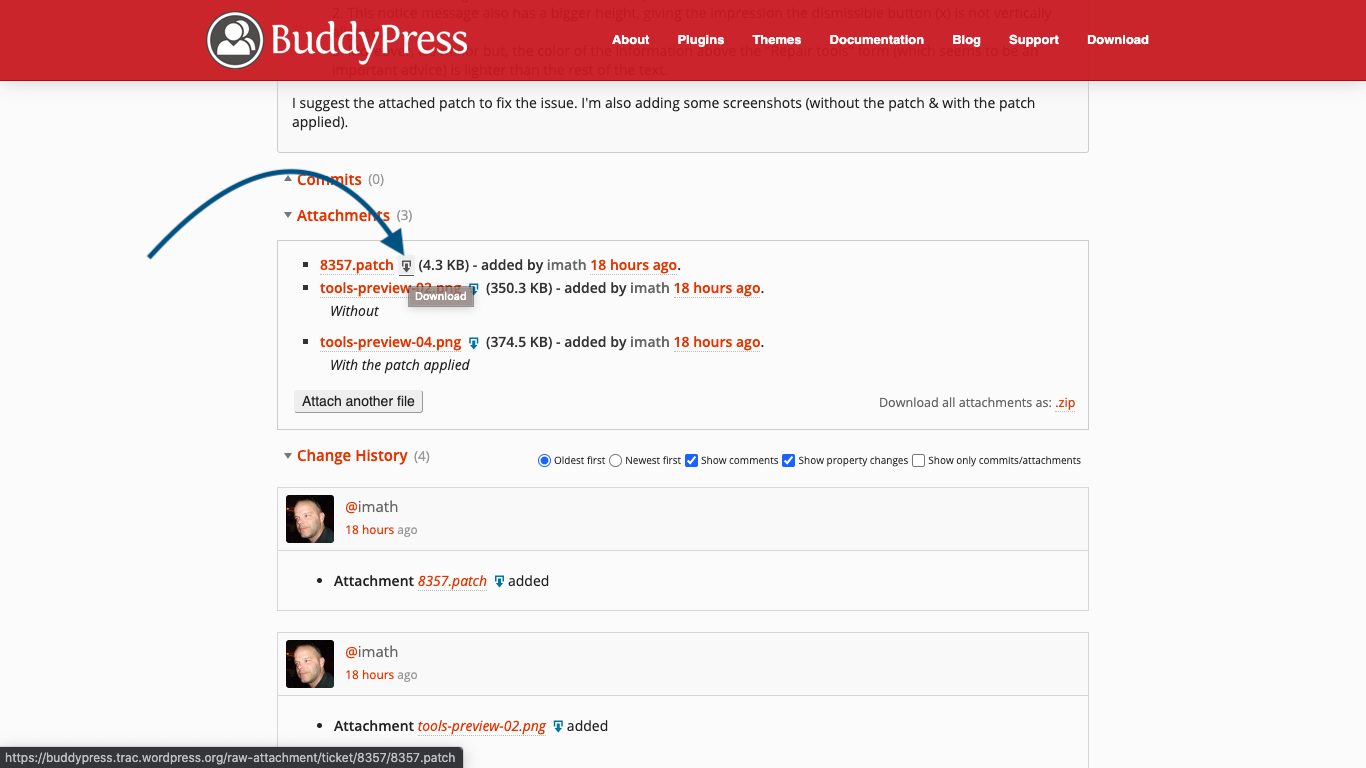 BuddyPress
About Plugins Themes Documentation Blog Support Download
2. This notice message also has a bigger height, giving the impression the dismissible button (x) is not vertically
or but, the color of the information above the "Repair tools" form (which seems to be an
important advice) is lighter than the rest of the text.
I suggest the attached patch to fix the issue. I'm also adding some screenshots (without the patch & with the patch
applied).
Commits (0)
Attachments (3)
8357.patch (4.3 KB) - added by imath 18 hours ago.
tools-preview-02.png (350.3 KB) - added by imath 18 hours ago.
Download
Without
tools-preview-04.png (374.5 KB) - added by imath 18 hours ago.
With the patch applied
Attach another file
Download all attachments as: .zip
Change History (4)
Oldest first Newest first Show comments Show property changes Show only commits/attachments
@imath
18 hours ago
Attachment 8357.patch added
@imath
18 hours ago
Attachment tools-preview-02.png added
https://buddypress.trac.wordpress.org/raw-attachment/ticket/8357/8357.patch